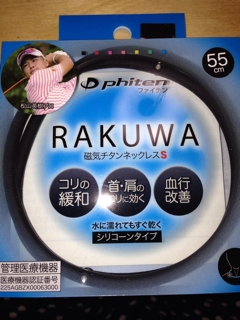 phiten
ファイテン
55
cm
RAKUWA
磁気チタンネックレスS
コリの
緩和
首・肩の
コリに効く
血行
改善
水に濡れてもすぐ乾く
シリコーンタイプ
管理医療機器
医療機器認証番号
225AGBZX00063000